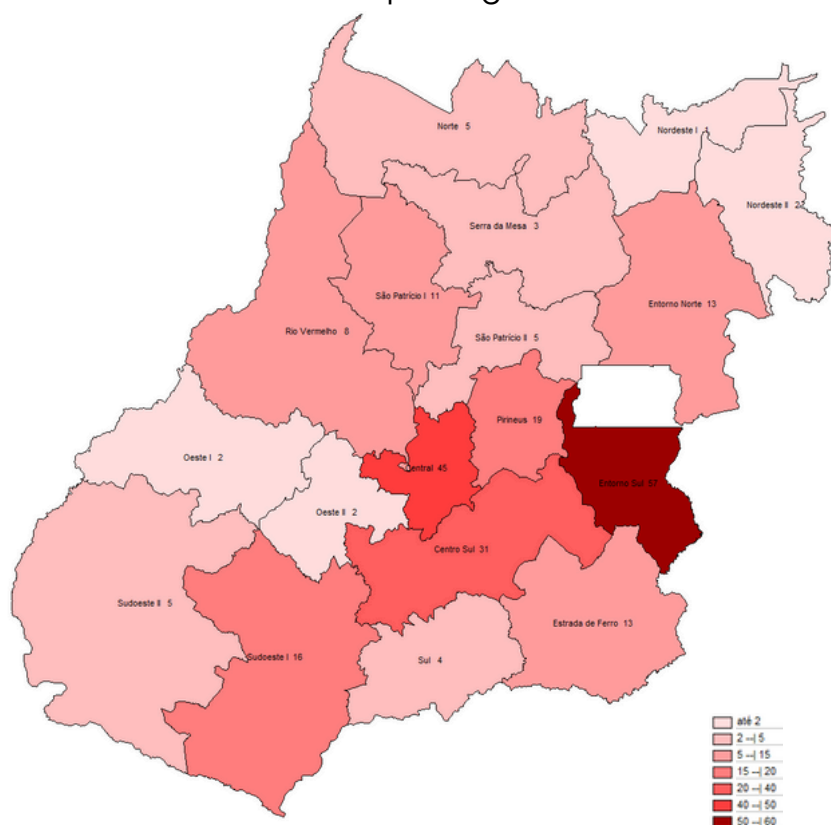 Norte 5
Nordeste I
Nordeste II 22
Serra da Mesa 3
São Patrício I 11
Entorno Norte 13
Rio Vermelho 8
São Patrício II 5
Pirineus 19
Oeste I 2
Central 45
Entorno Sul 57
Oeste II 2
Centro Sul 31
Sudoeste II 5
Estrada de Ferro 13
Sudoeste I 16
Sul 4
até 2
2 --| 5
5 --| 15
15 --| 20
20 --| 40
40 --| 50
50 --| 60